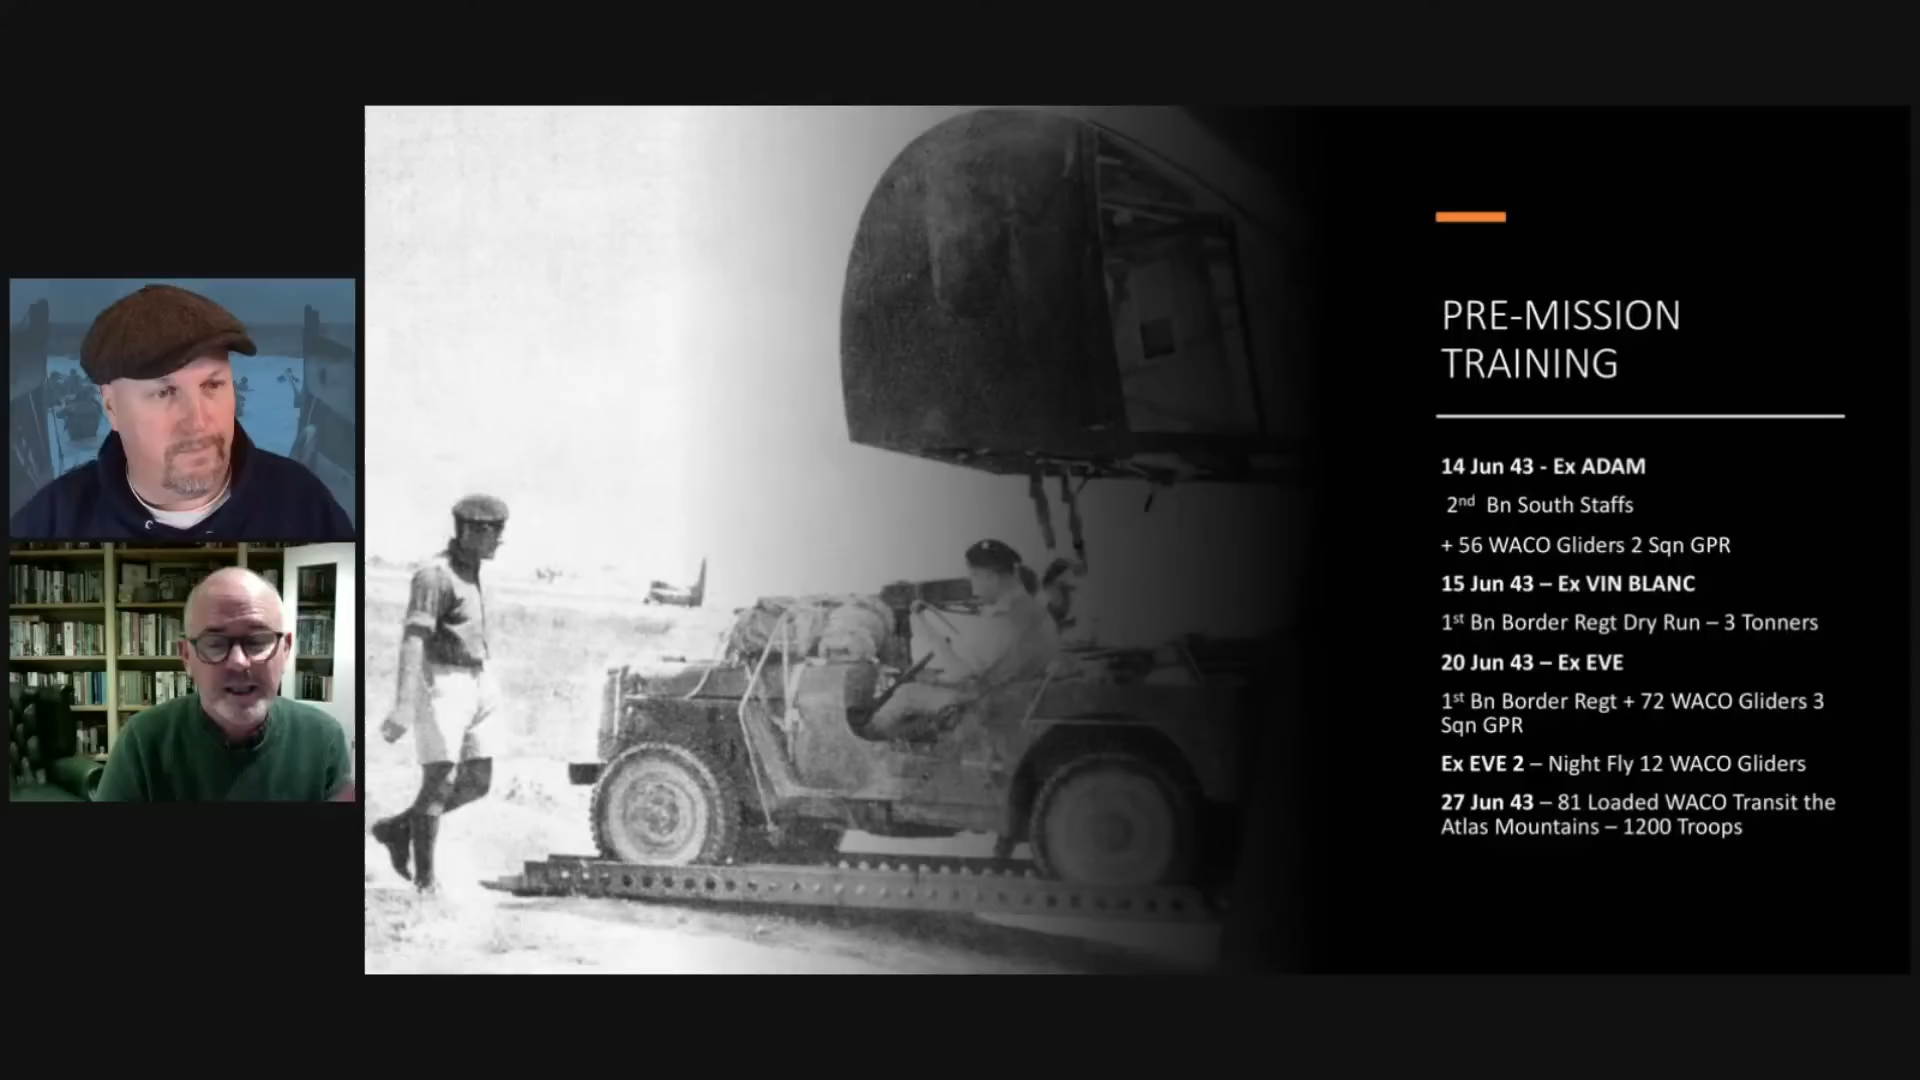 PRE-MISSION
TRAINING
14 Jun 43 - Ex ADAM
2nd Bn South Staffs
+ 56 WACO Gliders 2 Sqn GPR
15 Jun 43 – Ex VIN BLANC
1st Bn Border Regt Dry Run – 3 Tonners
20 Jun 43 – Ex EVE
1st Bn Border Regt + 72 WACO Gliders 3
Sqn GPR
Ex EVE 2 – Night Fly 12 WACO Gliders
27 Jun 43 – 81 Loaded WACO Transit the
Atlas Mountains – 1200 Troops